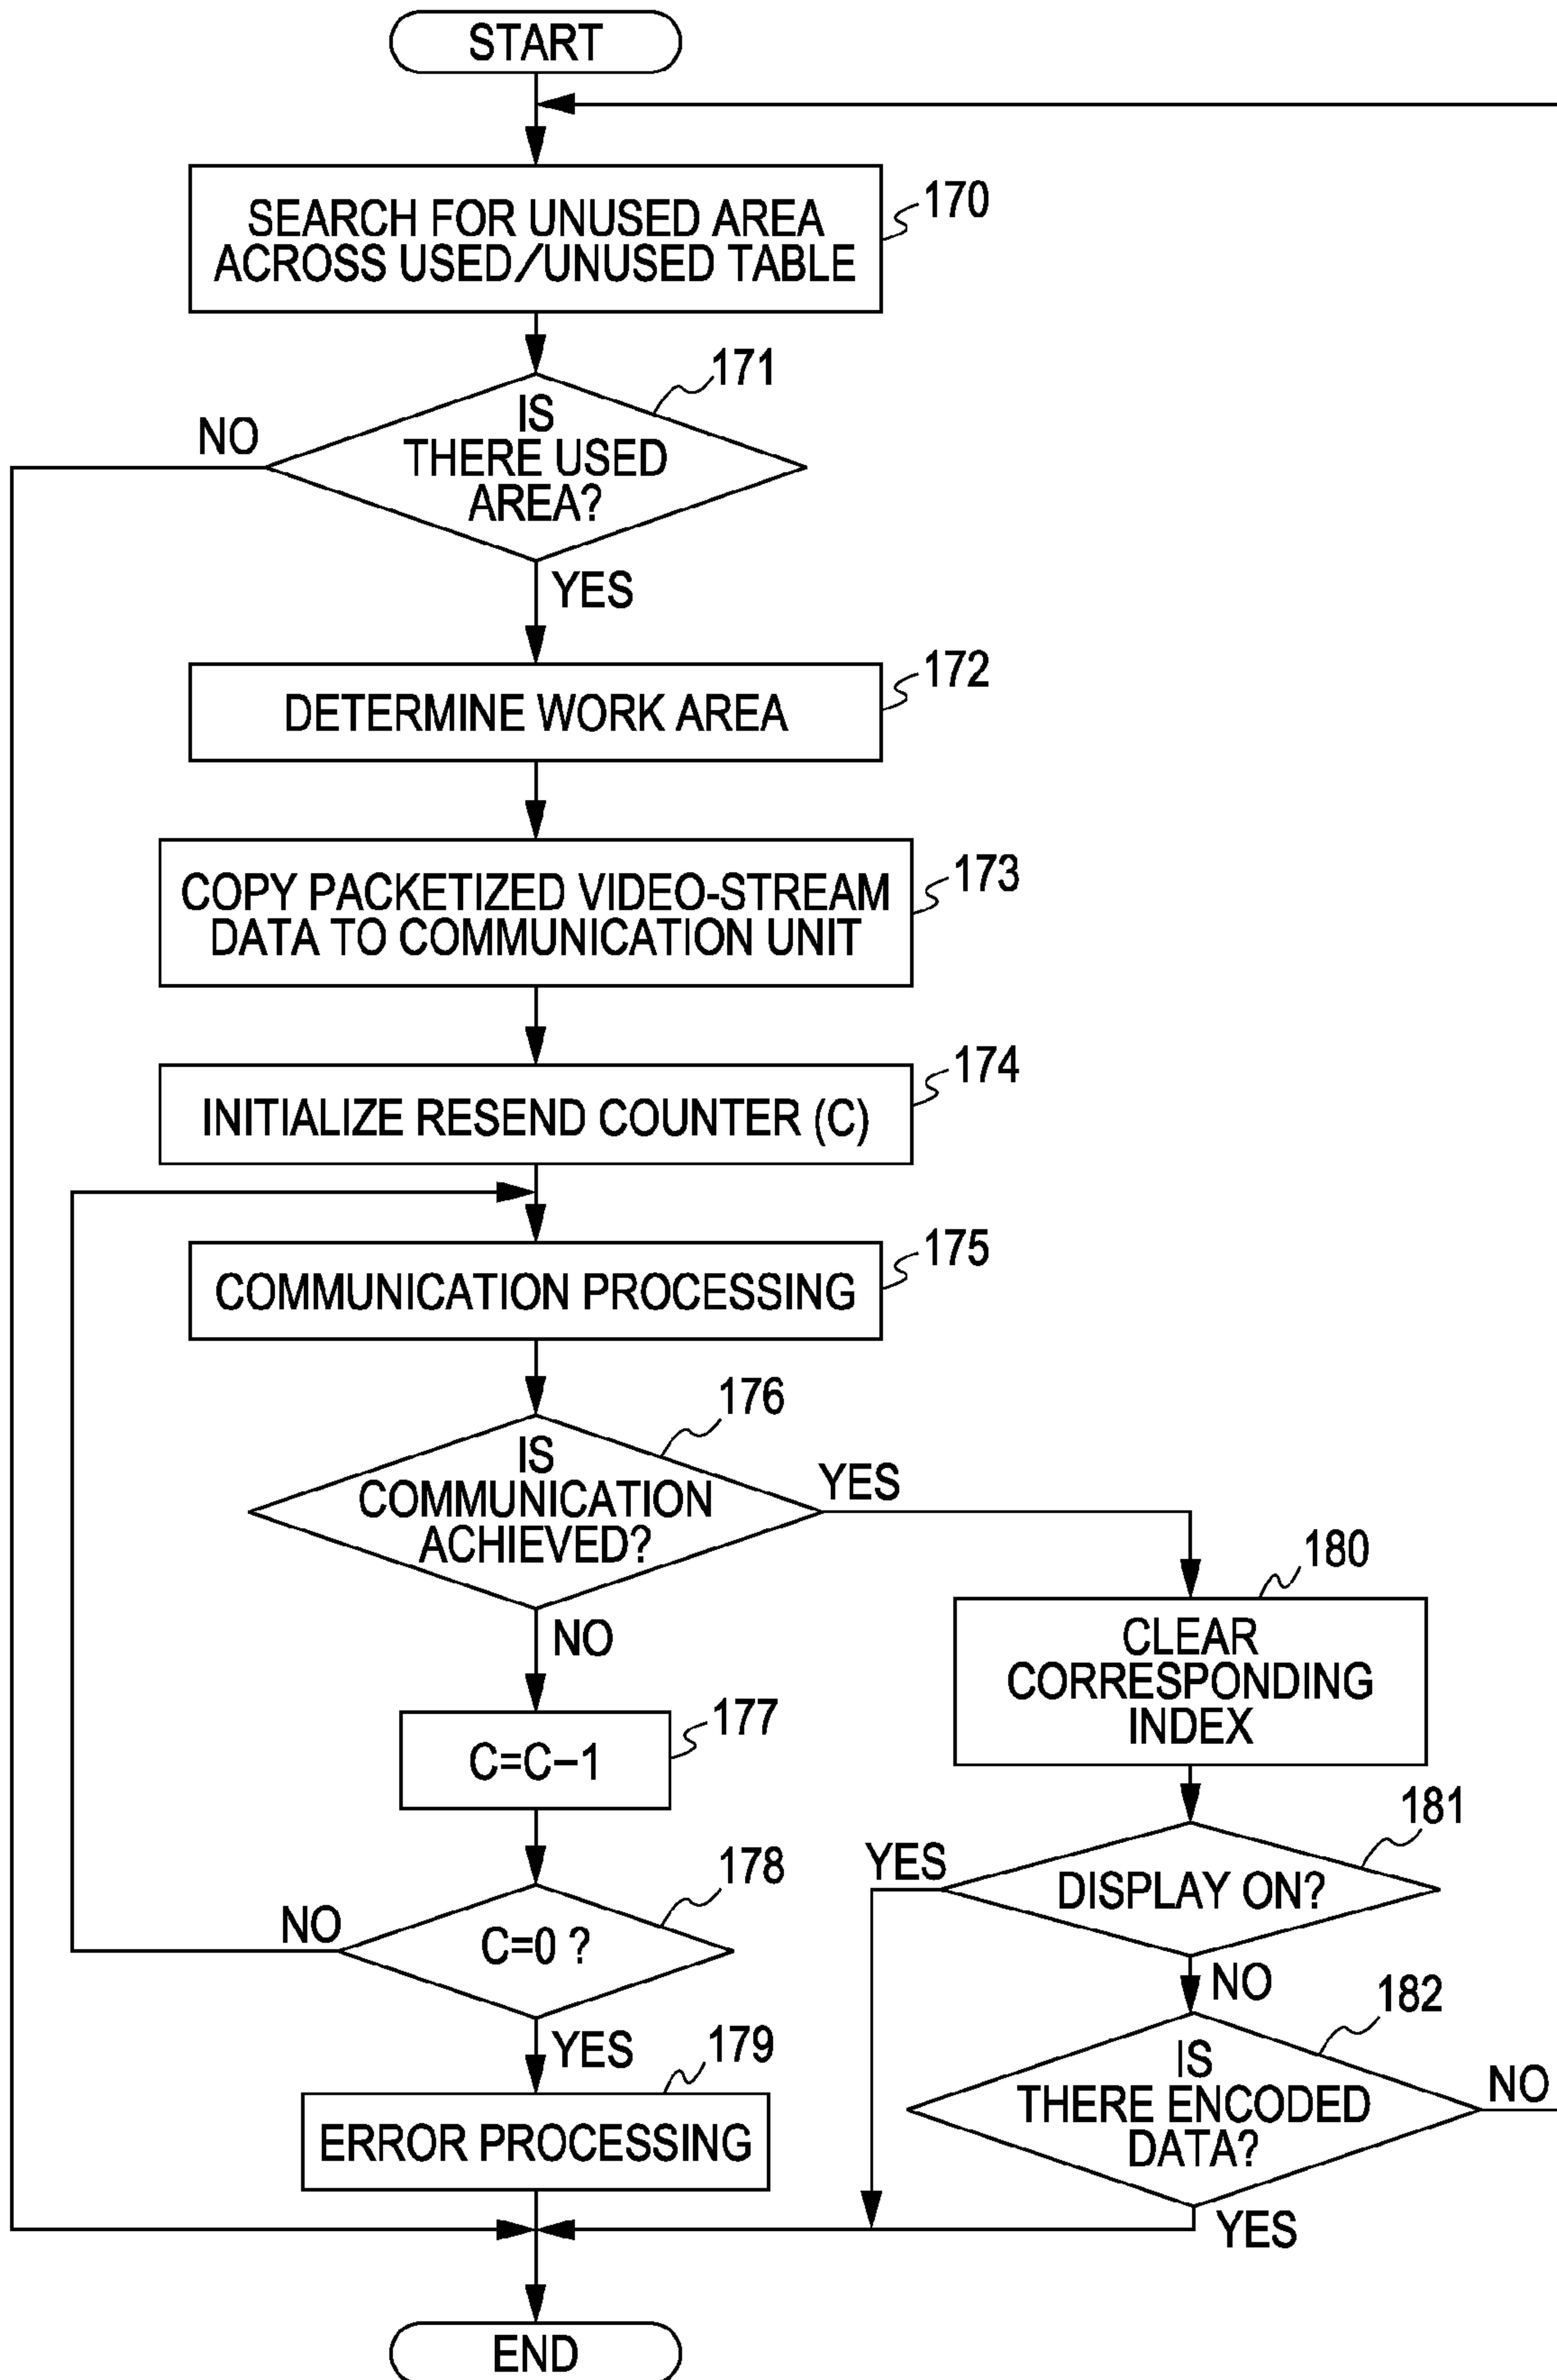 START
SEARCH FOR UNUSED AREA
ACROSS USED/UNUSED TABLE
170
171
IS
THERE USED
AREA?
NO
YES
DETERMINE WORK AREA
172
COPY PACKETIZED VIDEO-STREAM
DATA TO COMMUNICATION UNIT
173
INITIALIZE RESEND COUNTER (C)
174
COMMUNICATION PROCESSING
175
176
IS
COMMUNICATION
ACHIEVED?
YES
NO
C=C−1
177
178
C=0 ?
NO
YES
179
ERROR PROCESSING
180
CLEAR
CORRESPONDING
INDEX
181
DISPLAY ON?
YES
NO
182
IS
THERE ENCODED
DATA?
NO
YES
END